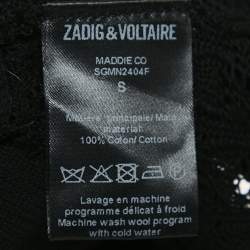 ZADIG & VOLTAIRE
MADDIE CO
SGMN2404F
S
Matière principale/ Main
material:
100% Coton/ Cotton
Lavage en machine
programme délicat à froid
Machine wash wool program
with cold water